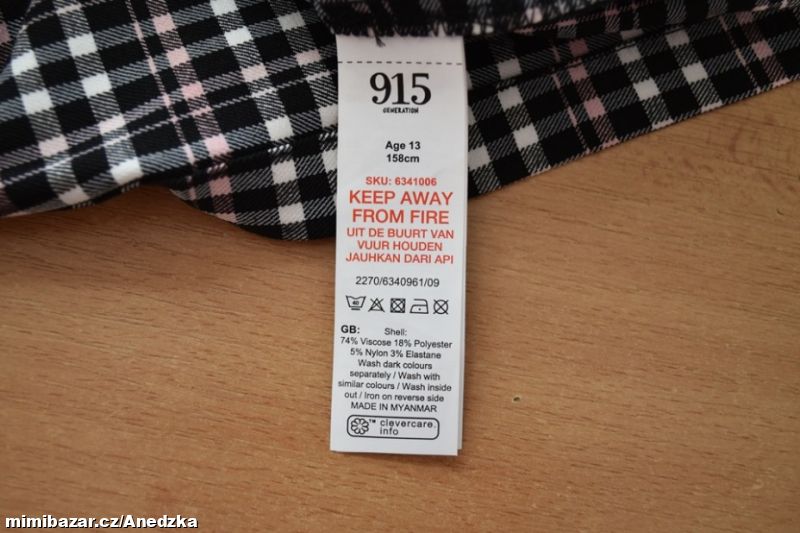 915
GENERATION
Age 13
158cm
SKU: 6341006
KEEP AWAY
FROM FIRE
UIT DE BUURT VAN
VUUR HOUDEN
JAUHKAN DARI API
2270/6340961/09
40
GB: Shell:
74% Viscose 18% Polyester
5% Nylon 3% Elastane
Wash dark colours
separately / Wash with
similar colours / Wash inside
out / Iron on reverse side
MADE IN MYANMAR
™ clevercare.
info
mimibazar.cz/Anedzka